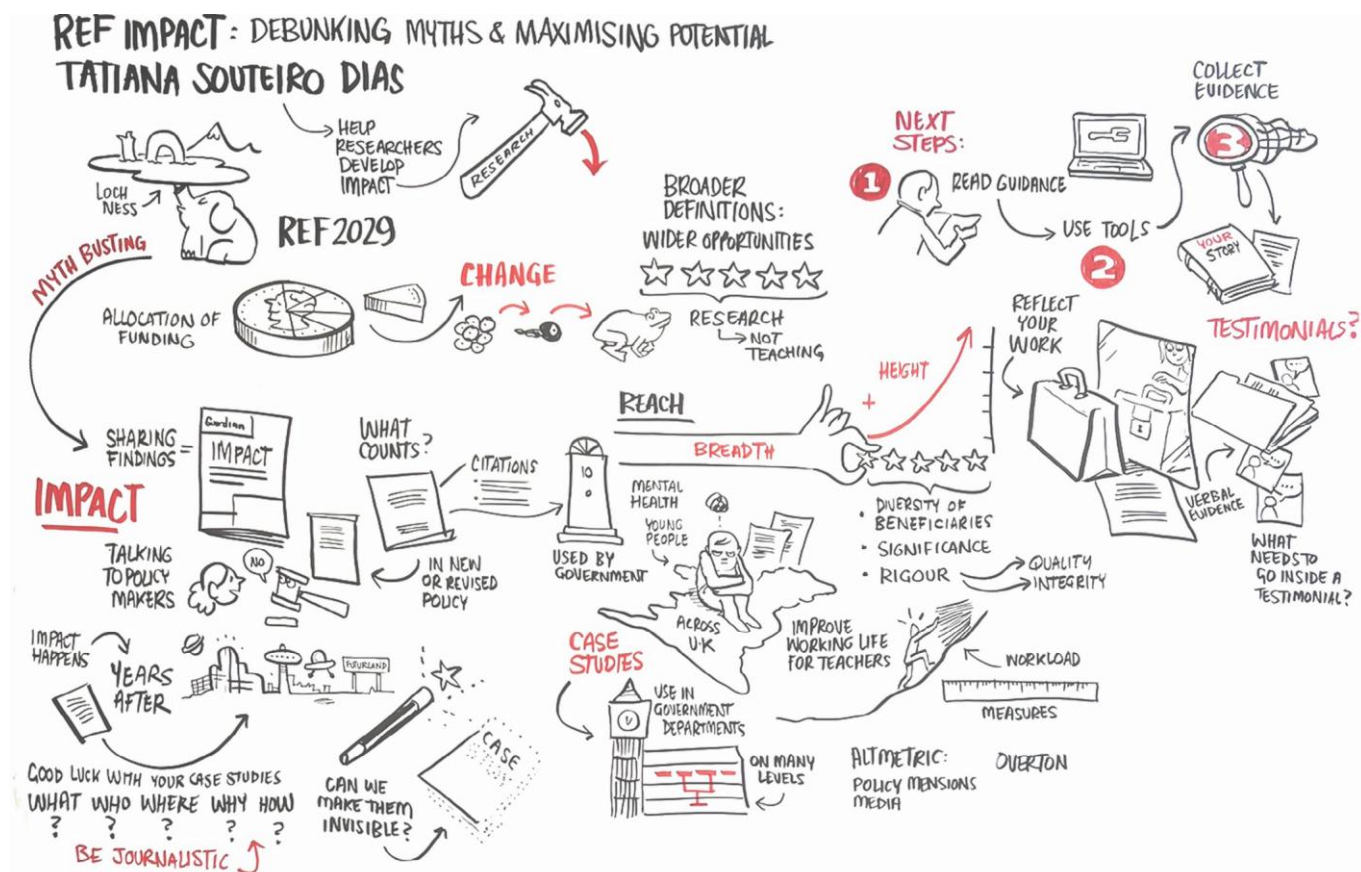 REF IMPACT: DEBUNKING MYTHS & MAXIMISING POTENTIAL
TATIANA SOUTEIRO DIAS
HELP
RESEARCHERS
DEVELOP
IMPACT
RESEARCH
LOCH
NESS
REF2029
MYTH BUSTING
ALLOCATION OF
FUNDING
CHANGE
BROADER
DEFINITIONS:
WIDER OPPORTUNITIES
RESEARCH
NOT
TEACHING
NEXT
STEPS:
1
READ GUIDANCE
USE TOOLS
2
COLLECT
EVIDENCE
3
YOUR
STORY
REFLECT
YOUR
WORK
TESTIMONIALS?
VERBAL
EVIDENCE
WHAT
NEEDS TO
GO INSIDE A
TESTIMONIAL?
SHARING
FINDINGS =
Gurdian
IMPACT
IMPACT
WHAT
COUNTS?
CITATIONS
IN NEW
OR REVISED
POLICY
10
USED BY
GOVERNMENT
TALKING
TO POLICY
MAKERS
NO
REACH
BREADTH
+
HEIGHT
MENTAL
HEALTH
YOUNG
PEOPLE
ACROSS
U·K
• DIVERSITY OF
BENEFICIARIES
• SIGNIFICANCE
• RIGOUR
QUALITY
INTEGRITY
IMPROVE
WORKING LIFE
FOR TEACHERS
WORKLOAD
MEASURES
CASE
STUDIES
USE IN
GOVERNMENT
DEPARTMENTS
ON MANY
LEVELS
ALTMETRIC:
POLICY MENSIONS
MEDIA
OVERTON
IMPACT
HAPPENS
YEARS
AFTER
FUTURLAND
GOOD LUCK WITH YOUR CASE STUDIES
WHAT WHO WHERE WHY HOW
? ? ? ? ?
BE JOURNALISTIC
CAN WE
MAKE THEM
INVISIBLE?
CASE